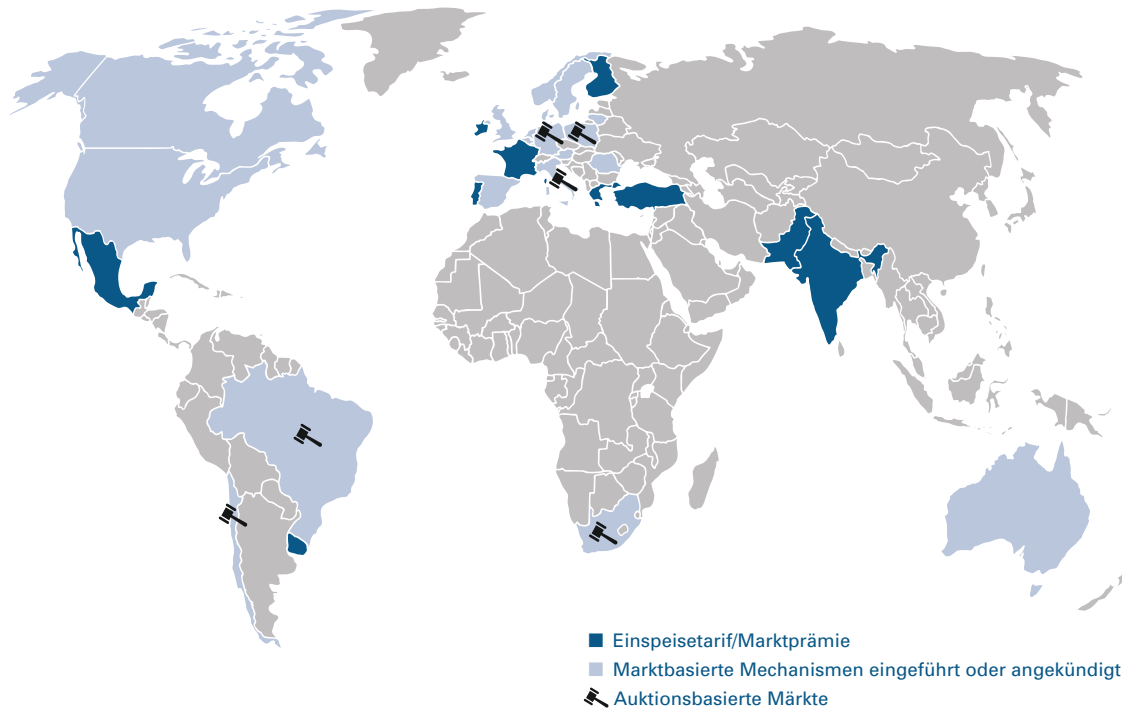 Einspeisetarif/Marktprämie
Marktbasierte Mechanismen eingeführt oder angekündigt
Auktionsbasierte Märkte